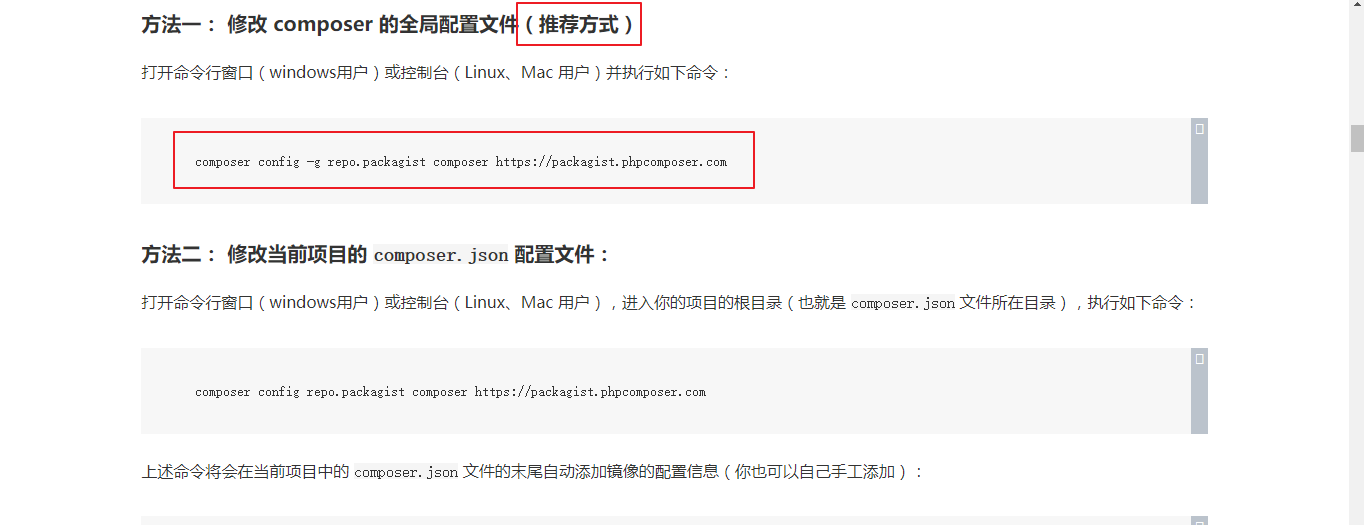 方法一： 修改 composer 的全局配置文件（推荐方式）
打开命令行窗口（windows用户）或控制台（Linux、Mac 用户）并执行如下命令：
composer config -g repo.packagist composer https://packagist.phpcomposer.com
方法二： 修改当前项目的 composer.json 配置文件：
打开命令行窗口（windows用户）或控制台（Linux、Mac 用户），进入你的项目的根目录（也就是 composer.json 文件所在目录），执行如下命令：
composer config repo.packagist composer https://packagist.phpcomposer.com
上述命令将会在当前项目中的 composer.json 文件的末尾自动添加镜像的配置信息（你也可以自己手工添加）：